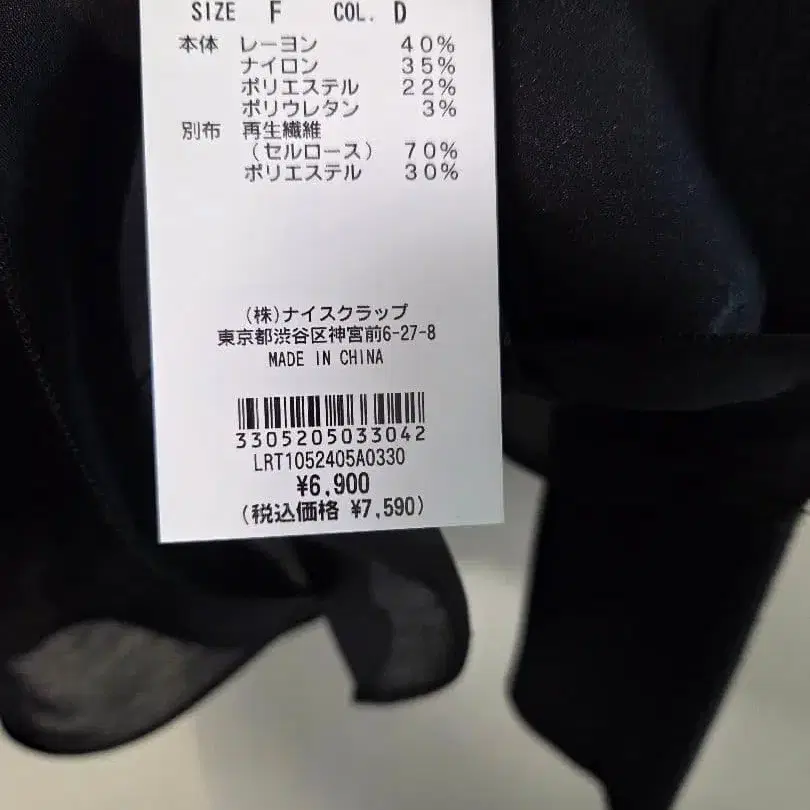 SIZE F COL. D
本体 レーヨン 40%
ナイロン 35%
ポリエステル 22%
ポリウレタン 3%
別布 再生繊維
(セルロース) 70%
ポリエステル 30%
(株)ナイスクラップ
東京都渋谷区神宮前6-27-8
MADE IN CHINA
3305205033042
LRT1052405A0330
¥6,900
(税込価格 ¥7,590)